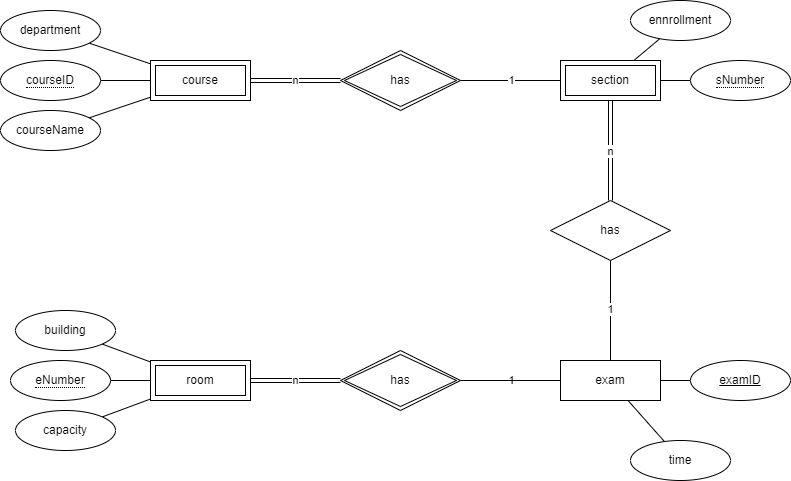 department
ennrollment
courseID
course
n
has
1
section
sNumber
courseName
n
has
1
building
eNumber
room
n
has
1
exam
examID
capacity
time